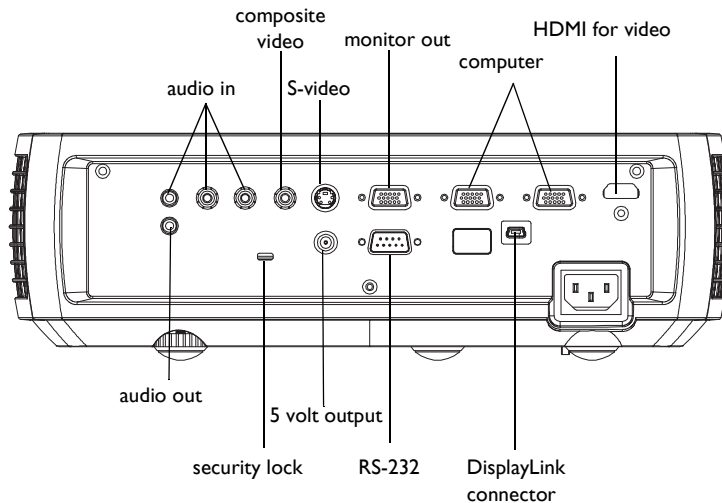 composite
video
monitor out
HDMI for video
S-video
computer
audio in
audio out
5 volt output
security lock
RS-232
DisplayLink
connector